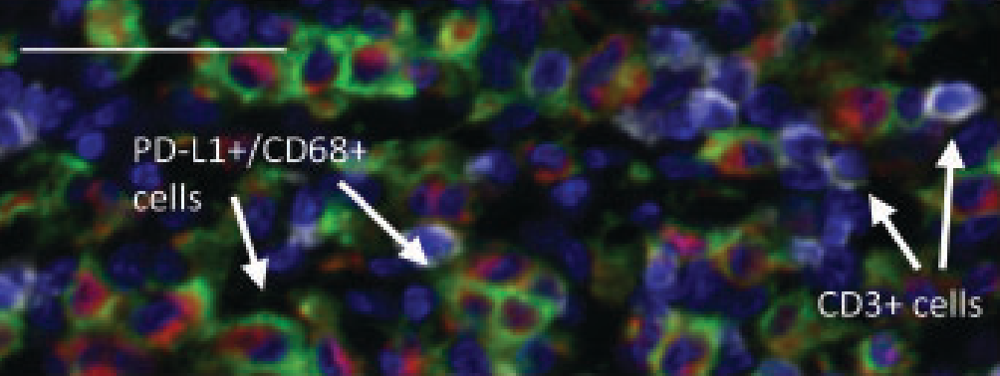 PD-L1+/CD68+
cells
CD3+ cells